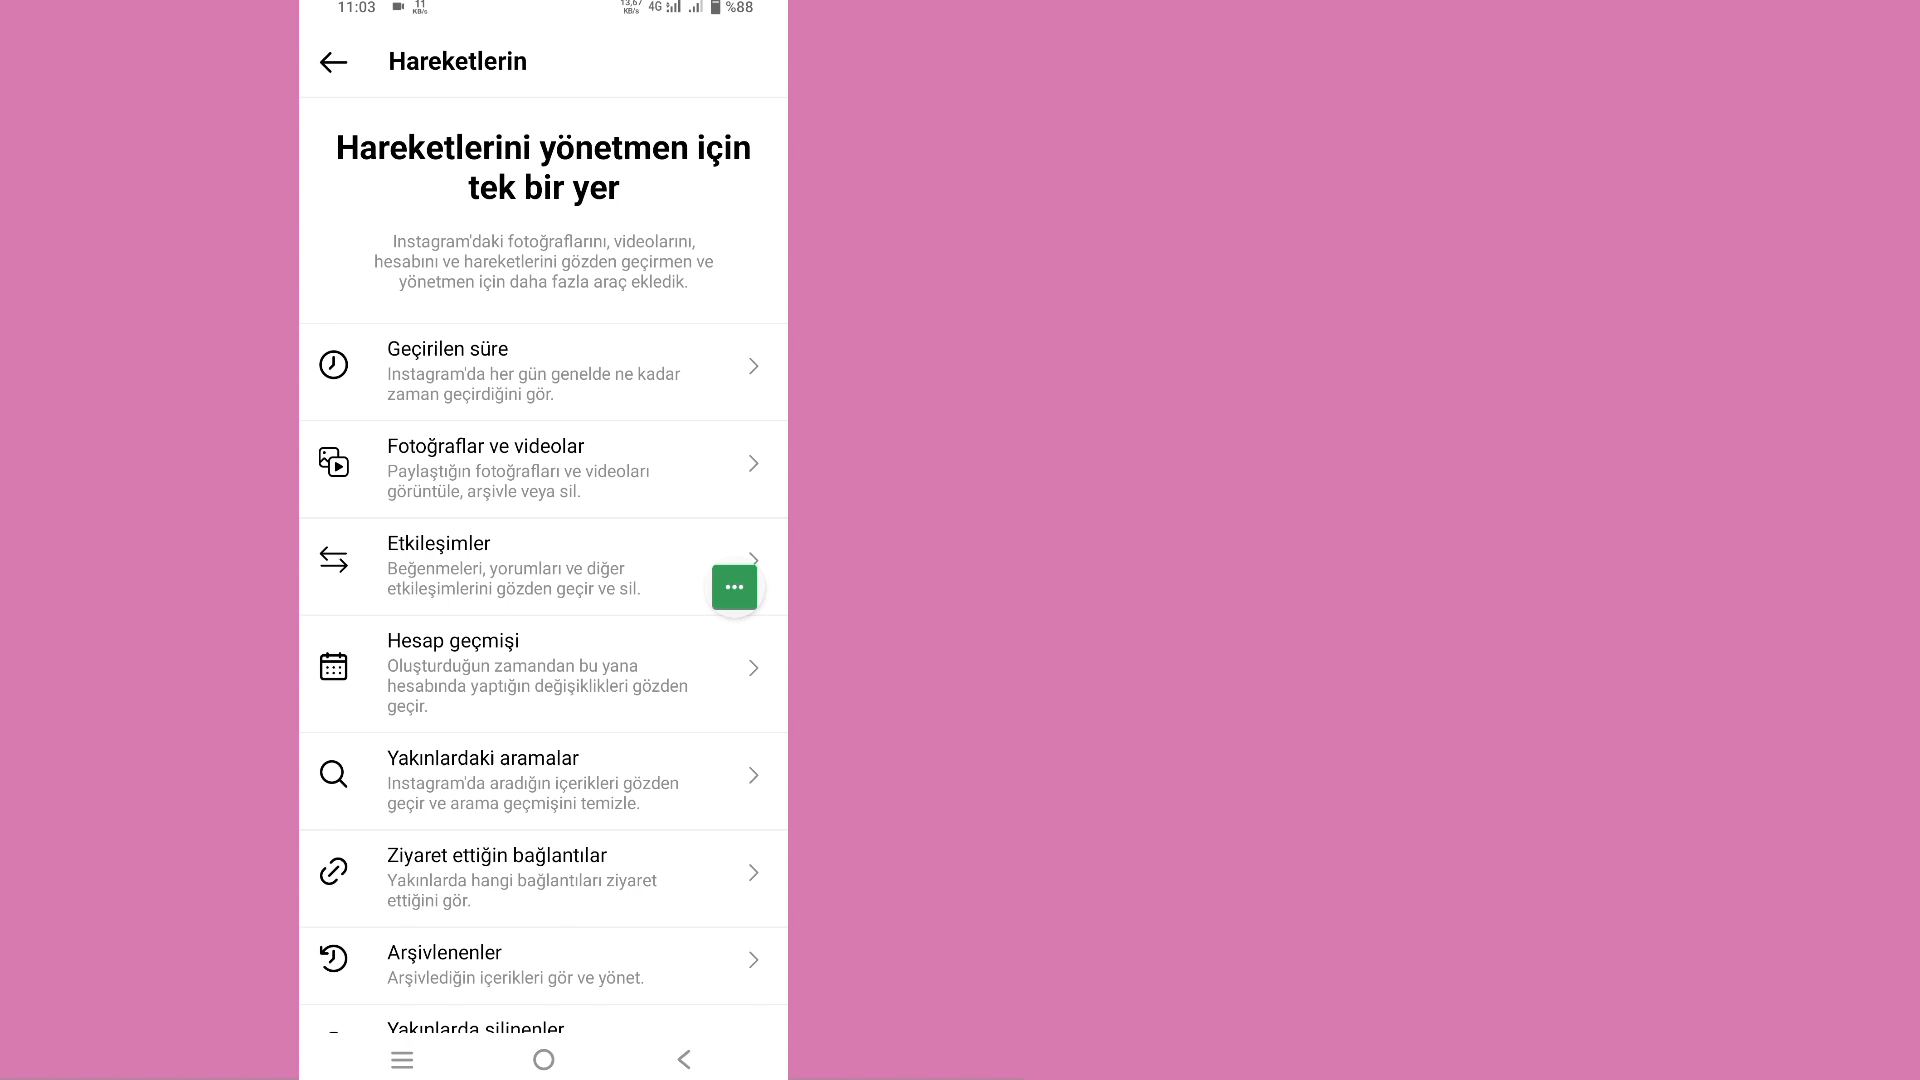 11:03 11 KB/s 13,67 KB/s 4G %88
Hareketlerin
Hareketlerini yönetmen için
tek bir yer
Instagram'daki fotoğraflarını, videolarını,
hesabını ve hareketlerini gözden geçirmen ve
yönetmen için daha fazla araç ekledik.
Geçirilen süre
Instagram'da her gün genelde ne kadar
zaman geçirdiğini gör.
Fotoğraflar ve videolar
Paylaştığın fotoğrafları ve videoları
görüntüle, arşivle veya sil.
Etkileşimler
Beğenmeleri, yorumları ve diğer
etkileşimlerini gözden geçir ve sil.
Hesap geçmişi
Oluşturduğun zamandan bu yana
hesabında yaptığın değişiklikleri gözden
geçir.
Yakınlardaki aramalar
Instagram'da aradığın içerikleri gözden
geçir ve arama geçmişini temizle.
Ziyaret ettiğin bağlantılar
Yakınlarda hangi bağlantıları ziyaret
ettiğini gör.
Arşivlenenler
Arşivlediğin içerikleri gör ve yönet.
Yakınlarda silinenler